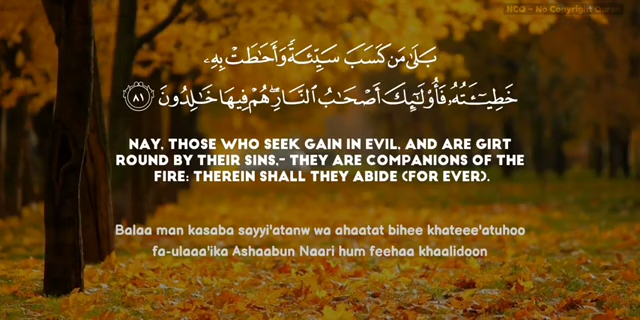 NCQ - No Copyright Quran
بَلَىٰ مَن كَسَبَ سَيِّئَةً وَأَحَٰطَتْ بِهِۦ
خَطِيٓـَٔتُهُۥ فَأُو۟لَٰٓئِكَ أَصْحَٰبُ ٱلنَّارِ ۖ هُمْ فِيهَا خَٰلِدُونَ ٨١
NAY, THOSE WHO SEEK GAIN IN EVIL, AND ARE GIRT
ROUND BY THEIR SINS,- THEY ARE COMPANIONS OF THE
FIRE: THEREIN SHALL THEY ABIDE (FOR EVER).
Balaa man kasaba sayyi'atanw wa ahaatat bihee khateee'atuhoo
fa-ulaaa'ika Ashaabun Naari hum feehaa khaalidoon